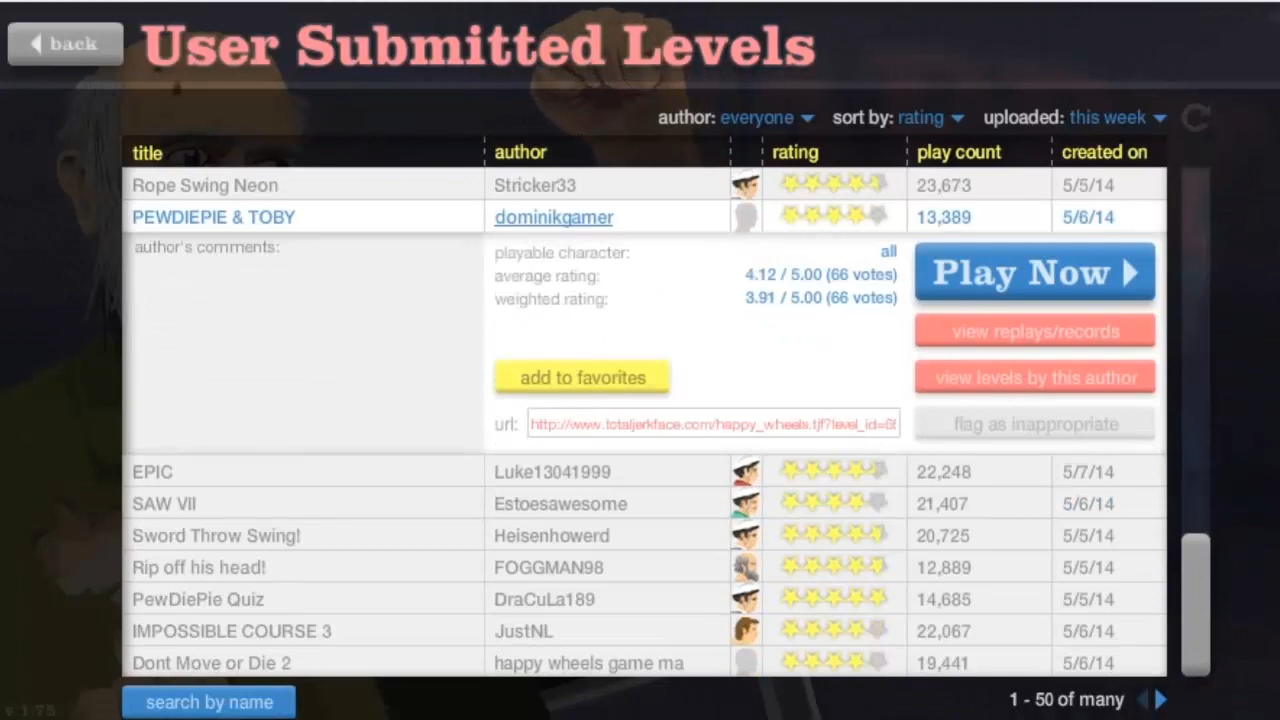 back
User Submitted Levels
author: everyone sort by: rating uploaded: this week
title author rating play count created on
Rope Swing Neon Stricker33 23,673 5/5/14
PEWDIEPIE & TOBY dominikgamer 13,389 5/6/14
author's comments:
playable character: all
average rating: 4.12 / 5.00 (66 votes)
weighted rating: 3.91 / 5.00 (66 votes)
Play Now
view replays/records
add to favorites
view levels by this author
url: http://www.totaljerkface.com/happy_wheels.tjf?level_id=
flag as inappropriate
EPIC Luke13041999 22,248 5/7/14
SAW VII Estoesawesome 21,407 5/6/14
Sword Throw Swing! Heisenhowerd 20,725 5/5/14
Rip off his head! FOGGMAN98 12,889 5/5/14
PewDiePie Quiz DraCuLa189 14,685 5/5/14
IMPOSSIBLE COURSE 3 JustNL 22,067 5/6/14
Dont Move or Die 2 happy wheels game ma 19,441 5/6/14
search by name
1 - 50 of many
v 1.75